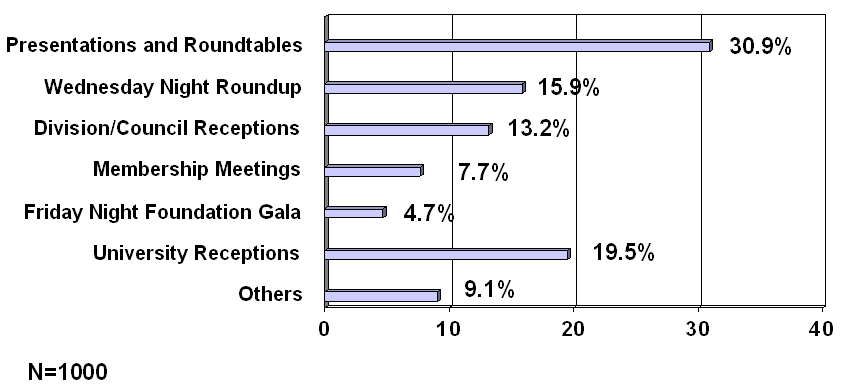 Presentations and Roundtables 30.9%
Wednesday Night Roundup 15.9%
Division/Council Receptions 13.2%
Membership Meetings 7.7%
Friday Night Foundation Gala 4.7%
University Receptions 19.5%
Others 9.1%
0 10 20 30 40
N=1000